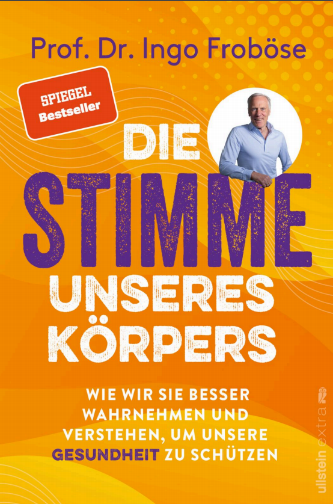 Prof. Dr. Ingo Froböse
SPIEGEL
Bestseller
DIE
STIMME
UNSERES
KÖRPERS
WIE WIR SIE BESSER
WAHRNEHMEN UND
VERSTEHEN, UM UNSERE
GESUNDHEIT ZU SCHÜTZEN
ullstein extra